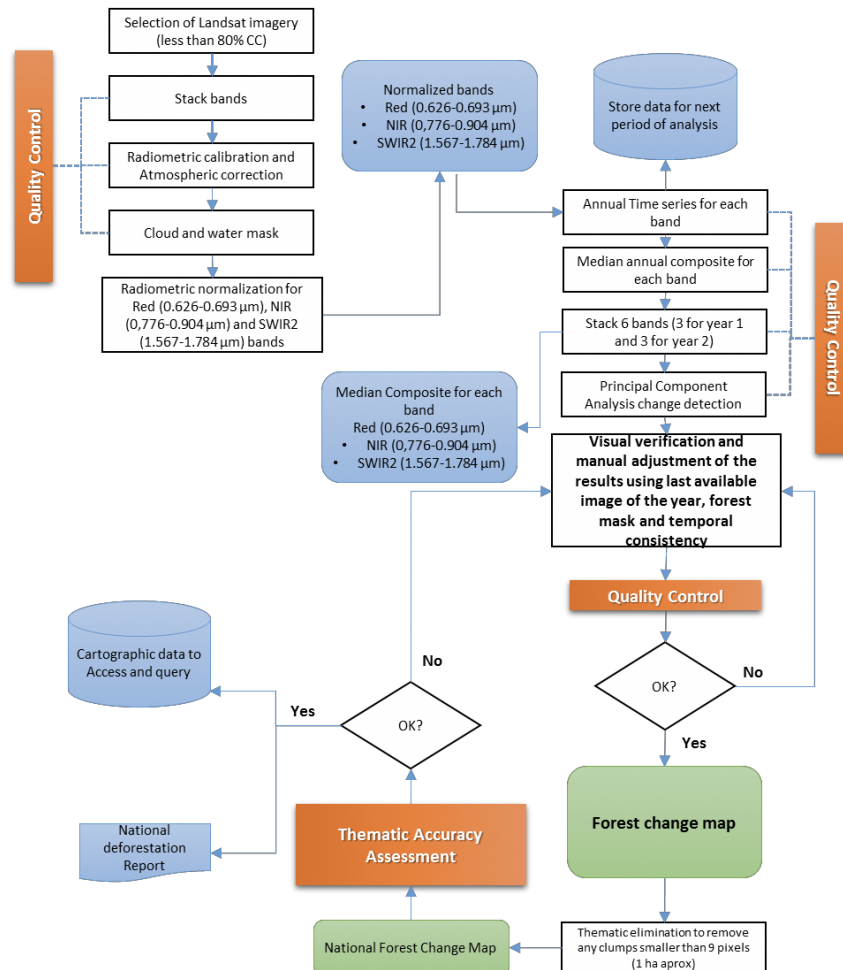 Selection of Landsat imagery
(less than 80% CC)
Stack bands
Radiometric calibration and
Atmospheric correction
Cloud and water mask
Radiometric normalization for
Red (0.626-0.693 µm), NIR
(0,776-0.904 µm) and SWIR2
(1.567-1.784 µm) bands
Quality Control
Normalized bands
• Red (0.626-0.693 µm)
• NIR (0,776-0.904 µm)
• SWIR2 (1.567-1.784 µm)
Store data for next
period of analysis
Annual Time series for each
band
Median annual composite for
each band
Stack 6 bands (3 for year 1
and 3 for year 2)
Principal Component
Analysis change detection
Quality Control
Median Composite for each
band
Red (0.626-0.693 µm)
• NIR (0,776-0.904 µm)
• SWIR2 (1.567-1.784 µm)
Visual verification and
manual adjustment of the
results using last available
image of the year, forest
mask and temporal
consistency
Quality Control
OK?
No
Yes
Forest change map
Thematic elimination to remove
any clumps smaller than 9 pixels
(1 ha aprox)
National Forest Change Map
Thematic Accuracy
Assessment
OK?
No
Yes
Cartographic data to
Access and query
National
deforestation
Report